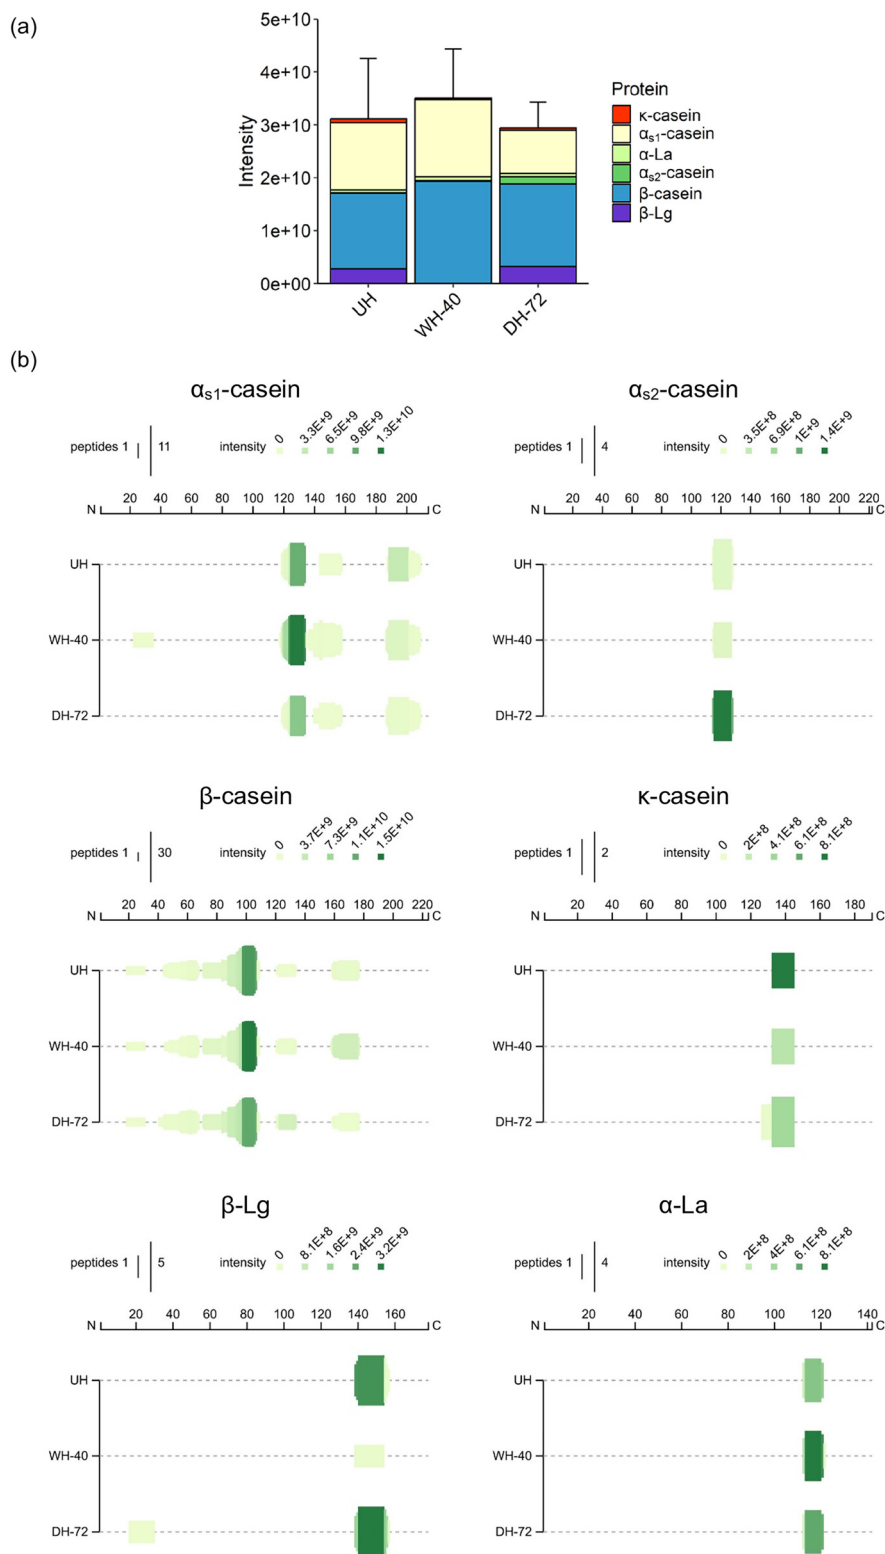 (a)
5e+10
4e+10
3e+10
2e+10
1e+10
0e+00
Intensity
UH
WH-40
DH-72
Protein
κ-casein
αs1-casein
α-La
αs2-casein
β-casein
β-Lg
(b)
αs1-casein
peptides 1 11 intensity 0 3.3E+9 6.5E+9 9.8E+9 1.3E+10
N 20 40 60 80 100 120 140 160 180 200 C
UH
WH-40
DH-72
αs2-casein
peptides 1 4 intensity 0 3.5E+8 6.9E+8 1E+9 1.4E+9
N 20 40 60 80 100 120 140 160 180 200 220 C
UH
WH-40
DH-72
β-casein
peptides 1 30 intensity 0 3.7E+9 7.3E+9 1.1E+10 1.5E+10
N 20 40 60 80 100 120 140 160 180 200 220 C
UH
WH-40
DH-72
κ-casein
peptides 1 2 intensity 0 2E+8 4.1E+8 6.1E+8 8.1E+8
N 20 40 60 80 100 120 140 160 180 C
UH
WH-40
DH-72
β-Lg
peptides 1 5 intensity 0 8.1E+8 1.6E+9 2.4E+9 3.2E+9
N 20 40 60 80 100 120 140 160 C
UH
WH-40
DH-72
α-La
peptides 1 4 intensity 0 2E+8 4E+8 6.1E+8 8.1E+8
N 20 40 60 80 100 120 140 C
UH
WH-40
DH-72